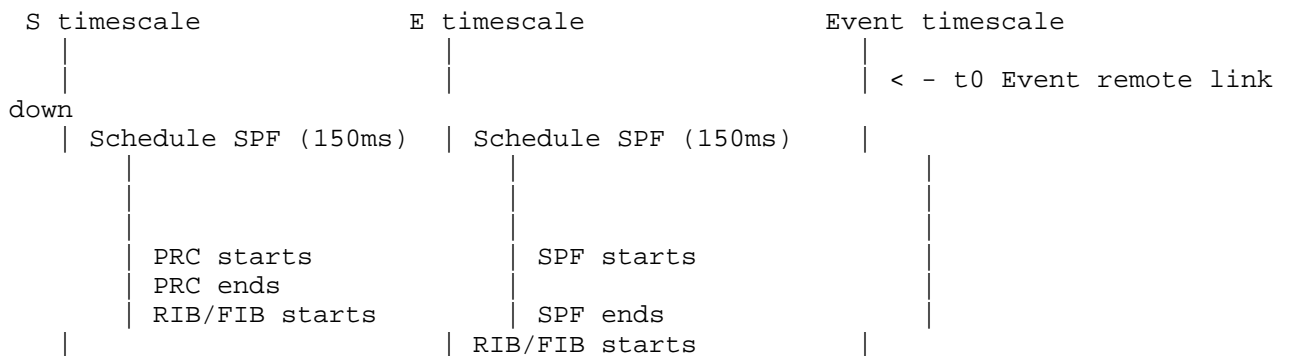 S timescale E timescale Event timescale
| | |
| | | < - t0 Event remote link
down
| Schedule SPF (150ms) | Schedule SPF (150ms) |
| | |
| | |
| | |
| PRC starts | SPF starts |
| PRC ends | |
| RIB/FIB starts | SPF ends |
| | RIB/FIB starts |